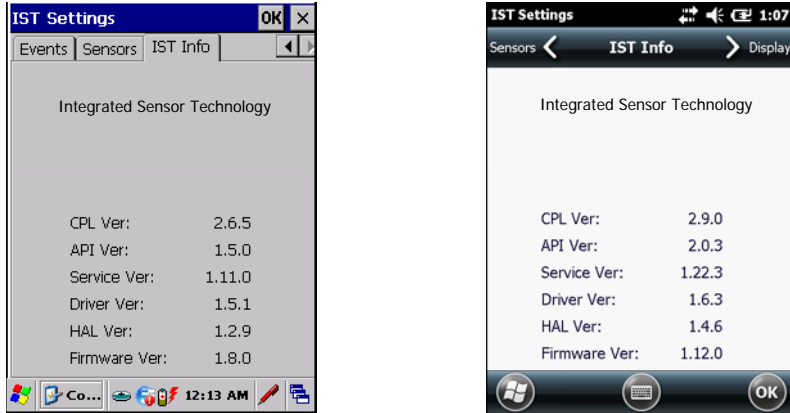 IST Settings OK ×
Events Sensors IST Info
Integrated Sensor Technology
CPL Ver: 2.6.5
API Ver: 1.5.0
Service Ver: 1.11.0
Driver Ver: 1.5.1
HAL Ver: 1.2.9
Firmware Ver: 1.8.0
Co... 12:13 AM
IST Settings 1:07
Sensors IST Info Display
Integrated Sensor Technology
CPL Ver: 2.9.0
API Ver: 2.0.3
Service Ver: 1.22.3
Driver Ver: 1.6.3
HAL Ver: 1.4.6
Firmware Ver: 1.12.0
OK